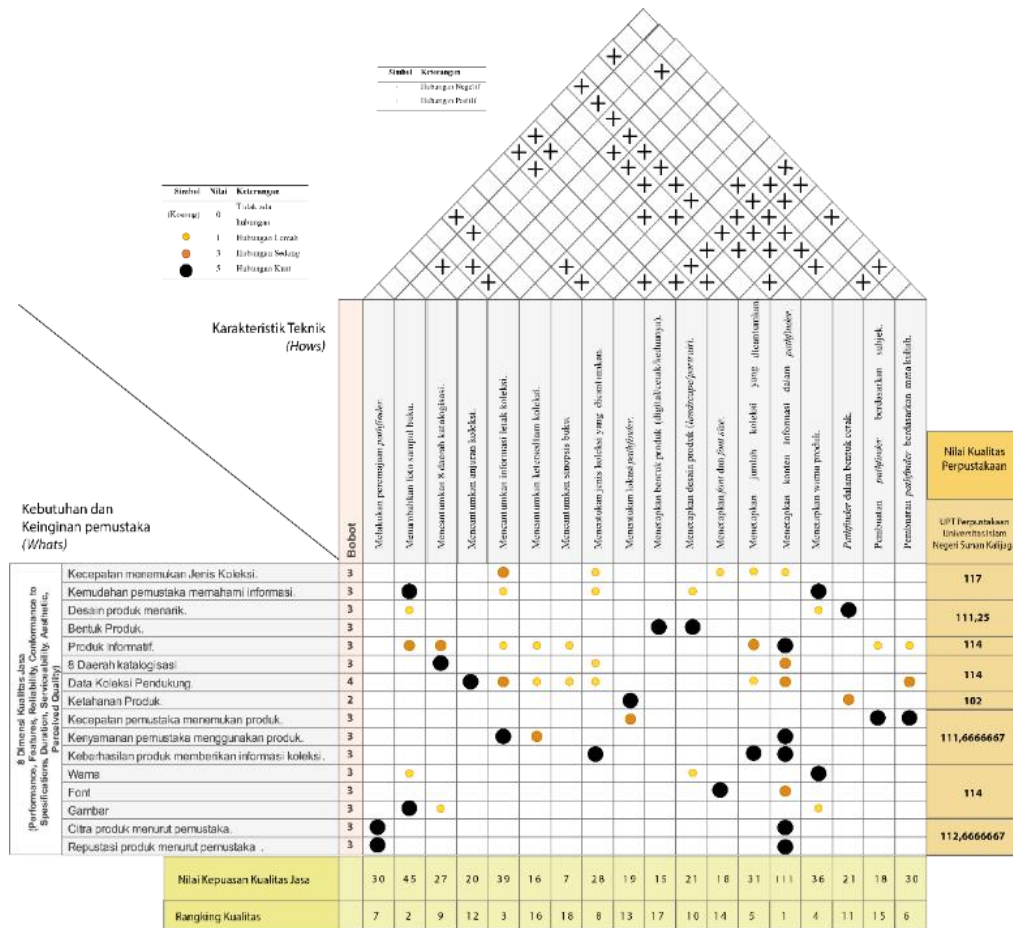 Simbol Keterangan
- Hubungan Negatif
Hubungan Positif
Simbol Nilai Keterangan
(Kosong) 0 Tidak ada hubungan
1 Hubungan Lemah
3 Hubungan Sedang
5 Hubungan Kuat
Karakteristik Teknik
(Hows)
Kebutuhan dan
Keinginan pemustaka
(Whats)
Bobot
Melakukan peremajaan pathfinder.
Menambahkan foto sampul buku.
Mencantumkan 8 daerah katalogisasi.
Mencantumkan anjuran koleksi.
Mencantumkan informasi letak koleksi.
Mencantumkan ketersediaan koleksi.
Mencantumkan sinopsis buku.
Menentukan jenis koleksi yang dicantumkan.
Menentukan lokasi pathfinder.
Menetapkan bentuk produk (digital/cetak/keduanya).
Menetapkan desain produk (landscape/portrait).
Menetapkan font dan font size.
Menetapkan jumlah koleksi yang dicantumkan.
Menetapkan konten informasi dalam pathfinder.
Menetapkan warna produk.
Pathfinder dalam bentuk cetak.
Pembuatan pathfinder berdasarkan subjek.
Pembuatan pathfinder berdasarkan mata kuliah.
Nilai Kualitas
Perpustakaan
UPT Perpustakaan
Universitas Islam
Negeri Sunan Kalijaga
8 Dimensi Kualitas Jasa
(Performance, Features, Reliability, Conformance to
Spesifications, Duration, Serviceability, Aesthetic,
Perceived Quality)
Kecepatan menemukan Jenis Koleksi. 3
117
Kemudahan pemustaka memahami informasi. 3
Desain produk menarik. 3
111,25
Bentuk Produk. 3
Produk Informatif. 3 114
8 Daerah katalogisasi 3
114
Data Koleksi Pendukung. 4
Ketahanan Produk. 2 102
Kecepatan pemustaka menemukan produk. 3
Kenyamanan pemustaka menggunakan produk. 3
111,6666667
Keberhasilan produk memberikan informasi koleksi. 3
Warna 3
Font 3
114
Gambar 3
Citra produk menurut pemustaka. 3
112,6666667
Repustasi produk menurut pemustaka . 3
Nilai Kepuasan Kualitas Jasa 30 45 27 20 39 16 7 28 19 15 21 18 31 111 36 21 18 30
Rangking Kualitas 7 2 9 12 3 16 18 8 13 17 10 14 5 1 4 11 15 6